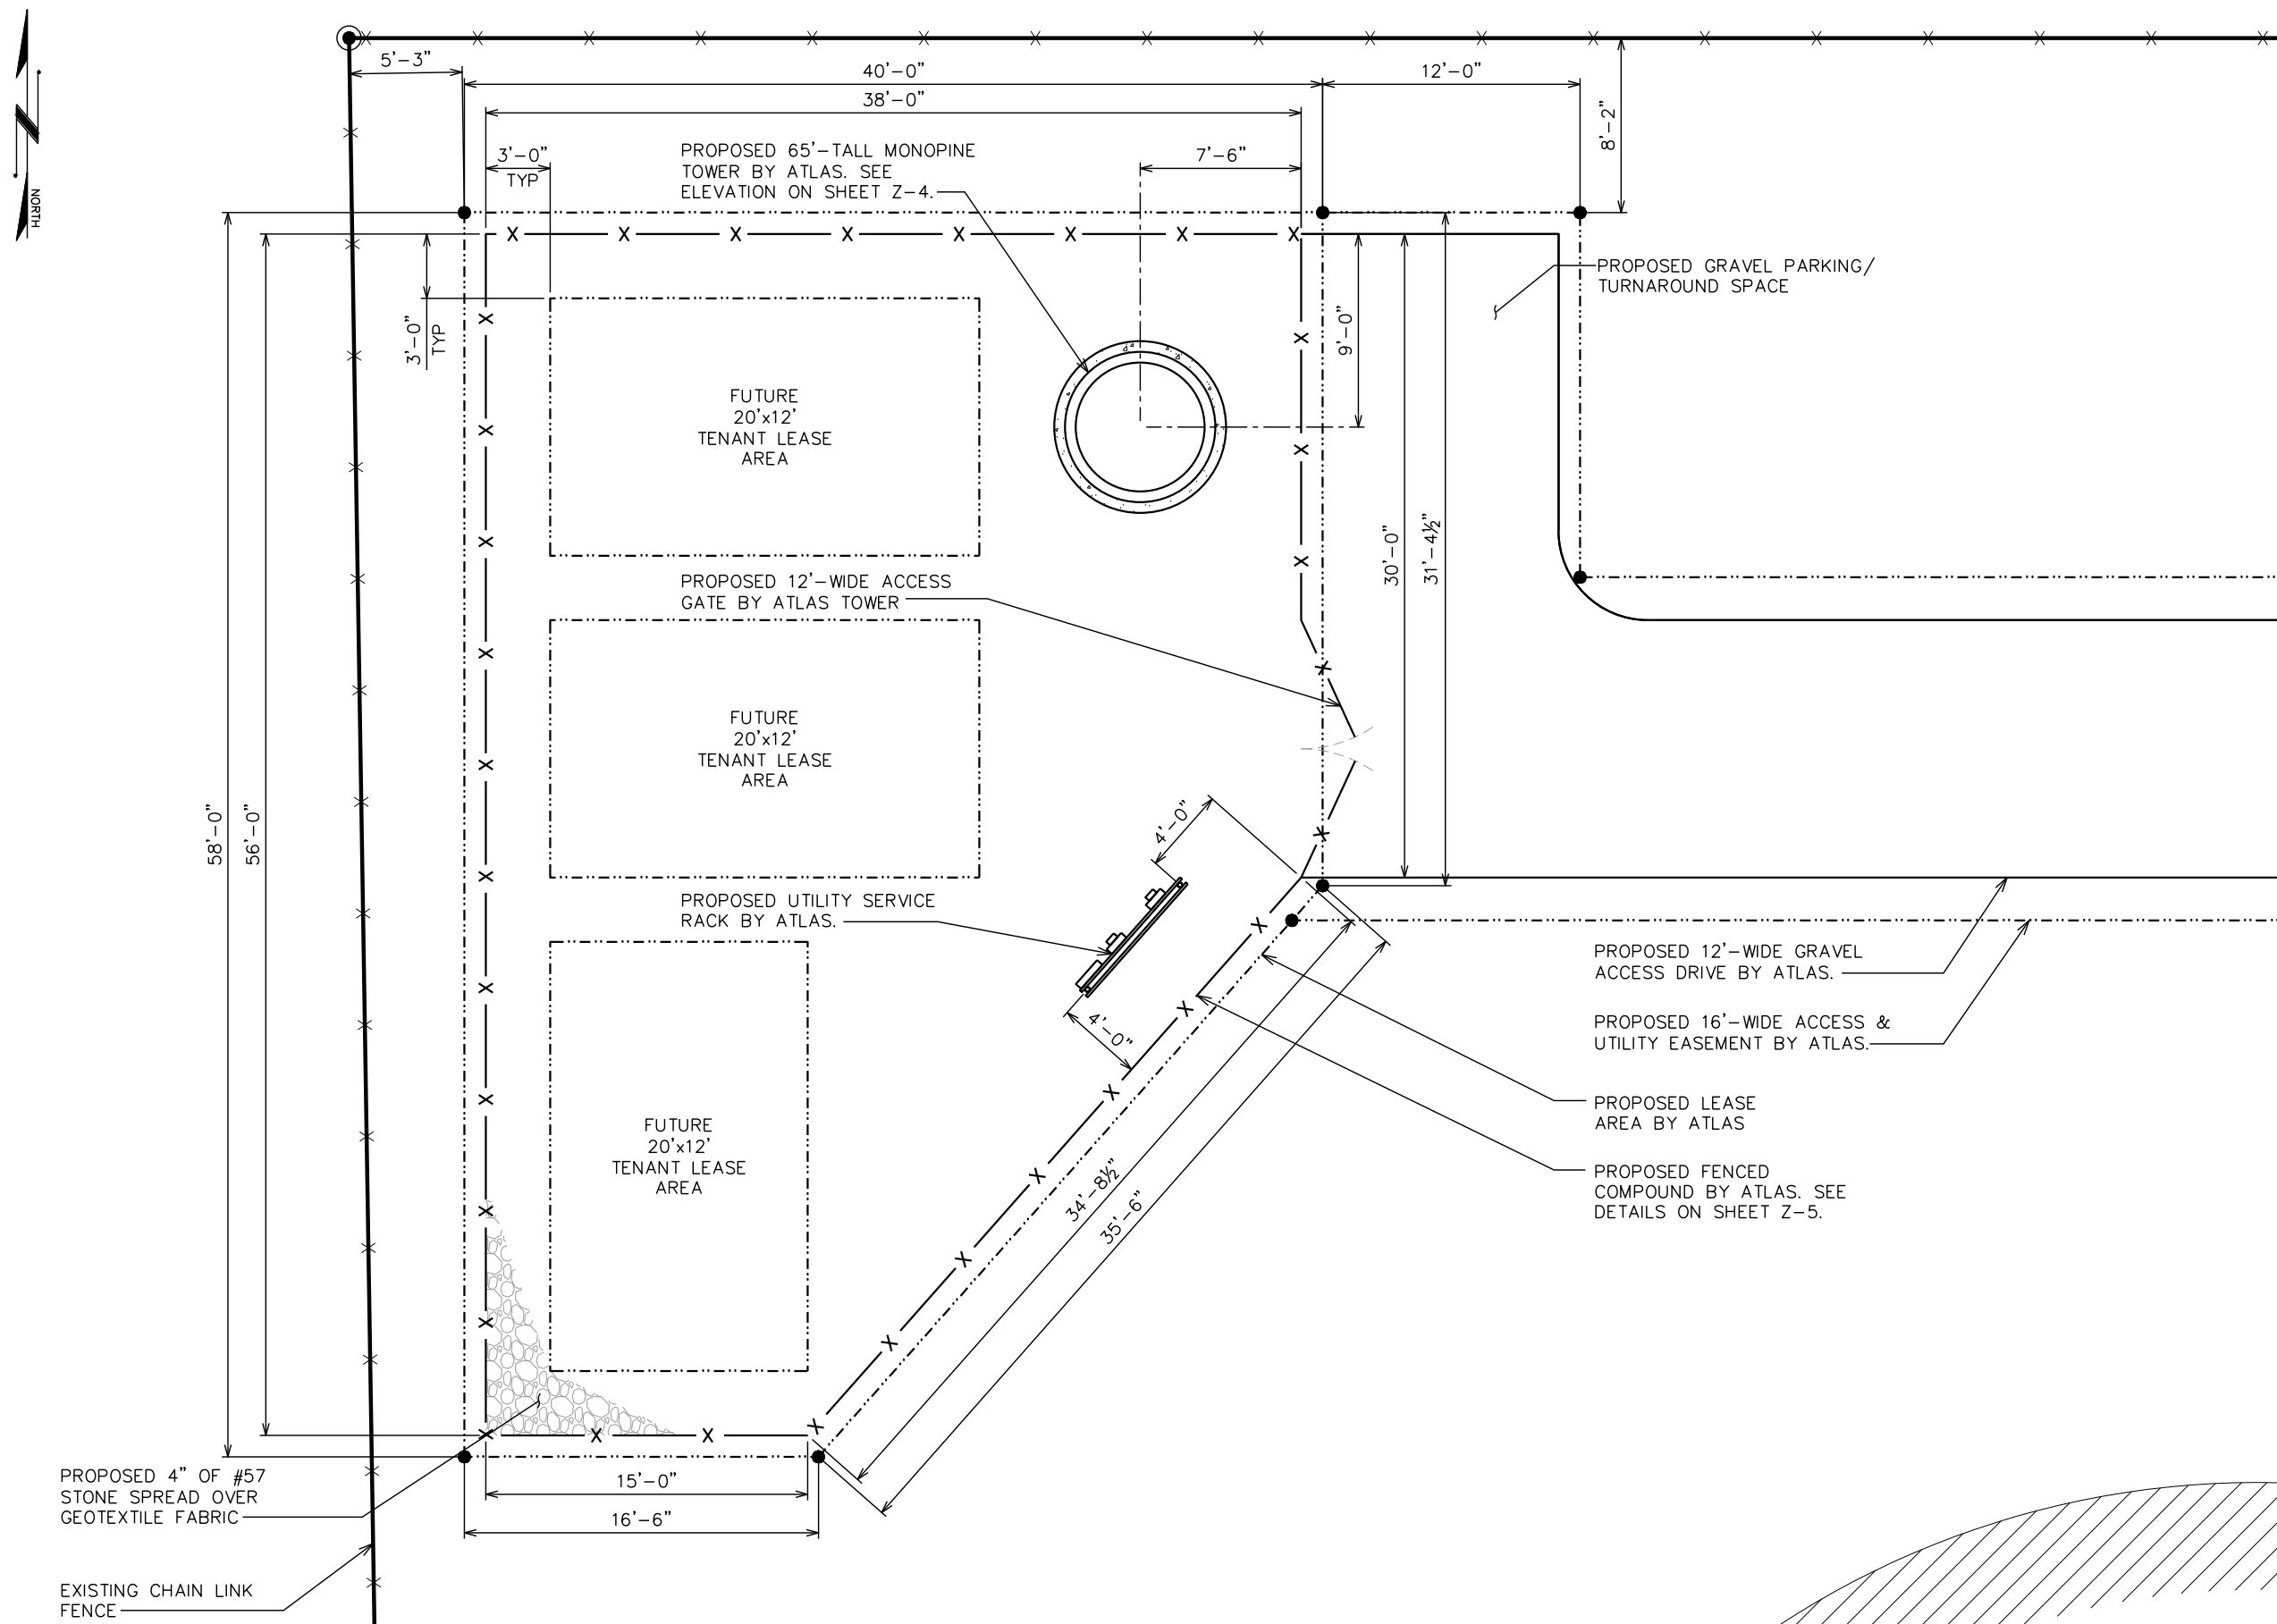 NORTH
5'-3"
40'-0"
12'-0"
38'-0"
8'-2"
3'-0"
TYP
7'-6"
PROPOSED 65'-TALL MONOPINE
TOWER BY ATLAS. SEE
ELEVATION ON SHEET Z-4.
PROPOSED GRAVEL PARKING/
TURNAROUND SPACE
3'-0"
TYP
9'-0"
FUTURE
20'x12'
TENANT LEASE
AREA
30'-0"
31'-4½"
PROPOSED 12'-WIDE ACCESS
GATE BY ATLAS TOWER
FUTURE
20'x12'
TENANT LEASE
AREA
58'-0"
56'-0"
4'-0"
PROPOSED UTILITY SERVICE
RACK BY ATLAS.
4'-0"
PROPOSED 12'-WIDE GRAVEL
ACCESS DRIVE BY ATLAS.
PROPOSED 16'-WIDE ACCESS &
UTILITY EASEMENT BY ATLAS.
PROPOSED LEASE
AREA BY ATLAS
FUTURE
20'x12'
TENANT LEASE
AREA
34'-8½"
35'-6"
PROPOSED FENCED
COMPOUND BY ATLAS. SEE
DETAILS ON SHEET Z-5.
15'-0"
16'-6"
PROPOSED 4" OF #57
STONE SPREAD OVER
GEOTEXTILE FABRIC
EXISTING CHAIN LINK
FENCE